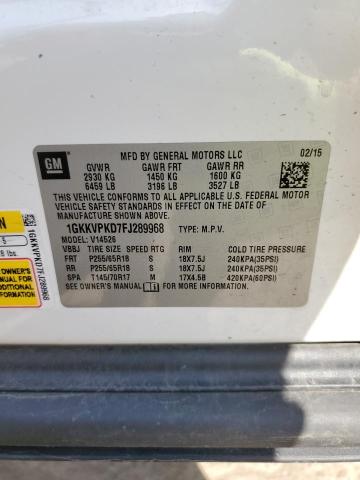 GM
MFD BY GENERAL MOTORS LLC 02/15
GVWR GAWR FRT GAWR RR
2930 KG 1450 KG 1600 KG
6459 LB 3196 LB 3527 LB
THIS VEHICLE CONFORMS TO ALL APPLICABLE U.S. FEDERAL MOTOR
VEHICLE SAFETY STANDARDS IN EFFECT ON THE DATE OF
MANUFACTURE SHOWN ABOVE.
1GKKVPKD7FJ289968 TYPE: M.P.V.
V14526
VBBJ TIRE SIZE SPEED RTG RIM COLD TIRE PRESSURE
FRT P255/65R18 S 18X7.5J 240KPA(35PSI)
RR P255/65R18 S 18X7.5J 240KPA(35PSI)
SPA T145/70R17 M 17X4.5B 420KPA(60PSI)
SEE OWNER'S MANUAL FOR MORE INFORMATION
5
lbs.
OWNER'S
MANUAL
1GKKVPKD7FJ289968